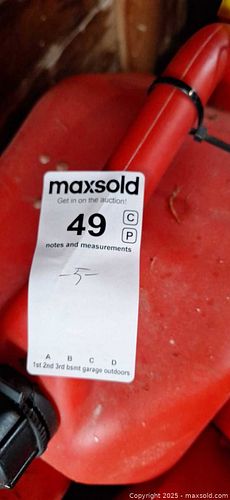 maxsold
Get in on the auction!
49 C
P
notes and measurements
-5-
A B C D
1st 2nd 3rd bsmt garage outdoors
Copyright 2025 - maxsold.com